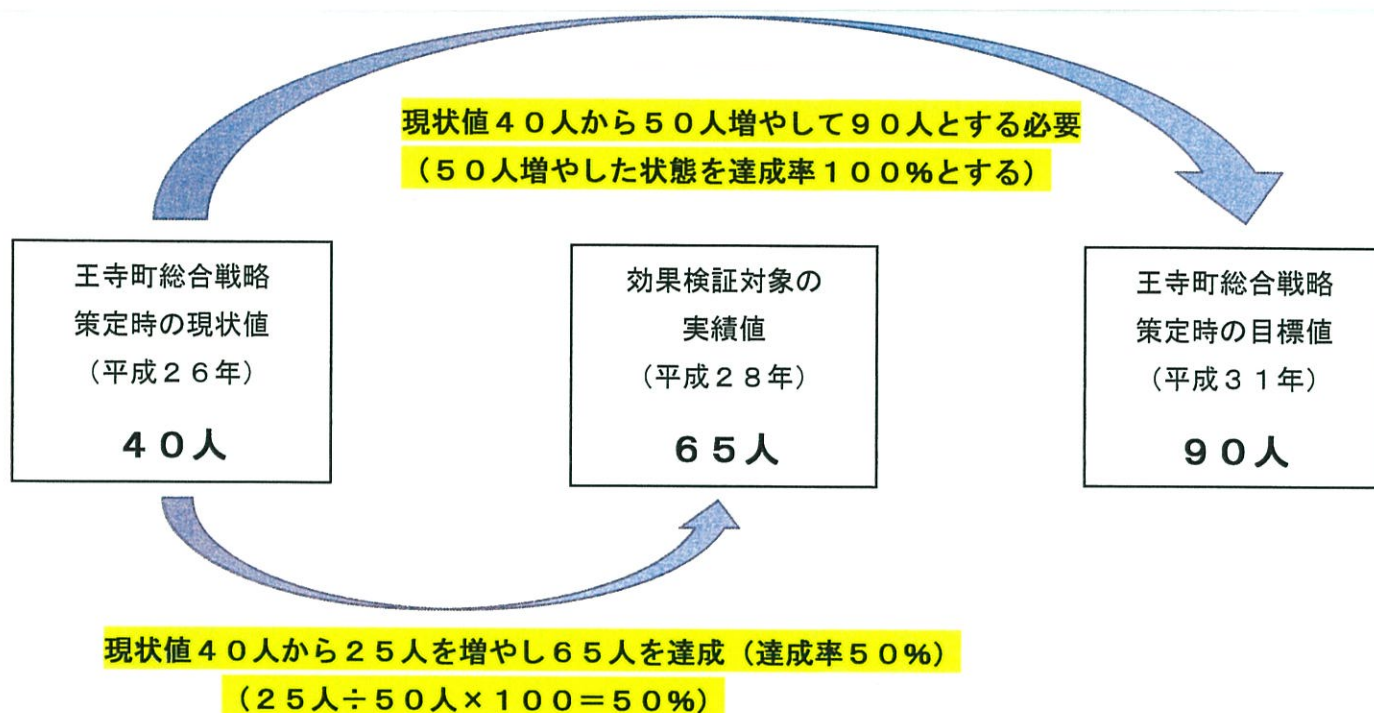 現状値４０人から５０人増やして９０人とする必要
（５０人増やした状態を達成率１００％とする）
王寺町総合戦略
策定時の現状値
（平成２６年）
４０人
効果検証対象の
実績値
（平成２８年）
６５人
王寺町総合戦略
策定時の目標値
（平成３１年）
９０人
現状値４０人から２５人を増やし６５人を達成（達成率５０％）
（２５人÷５０人×１００＝５０％）